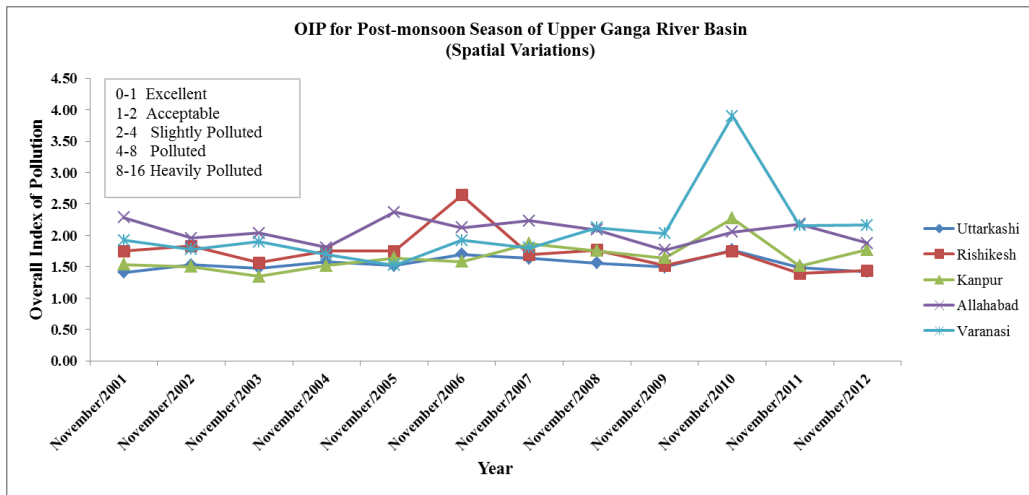 OIP for Post-monsoon Season of Upper Ganga River Basin
(Spatial Variations)
0-1 Excellent
1-2 Acceptable
2-4 Slightly Polluted
4-8 Polluted
8-16 Heavily Polluted
Overall Index of Pollution
4.50
4.00
3.50
3.00
2.50
2.00
1.50
1.00
0.50
0.00
November/2001
November/2002
November/2003
November/2004
November/2005
November/2006
November/2007
November/2008
November/2009
November/2010
November/2011
November/2012
Year
Uttarkashi
Rishikesh
Kanpur
Allahabad
Varanasi